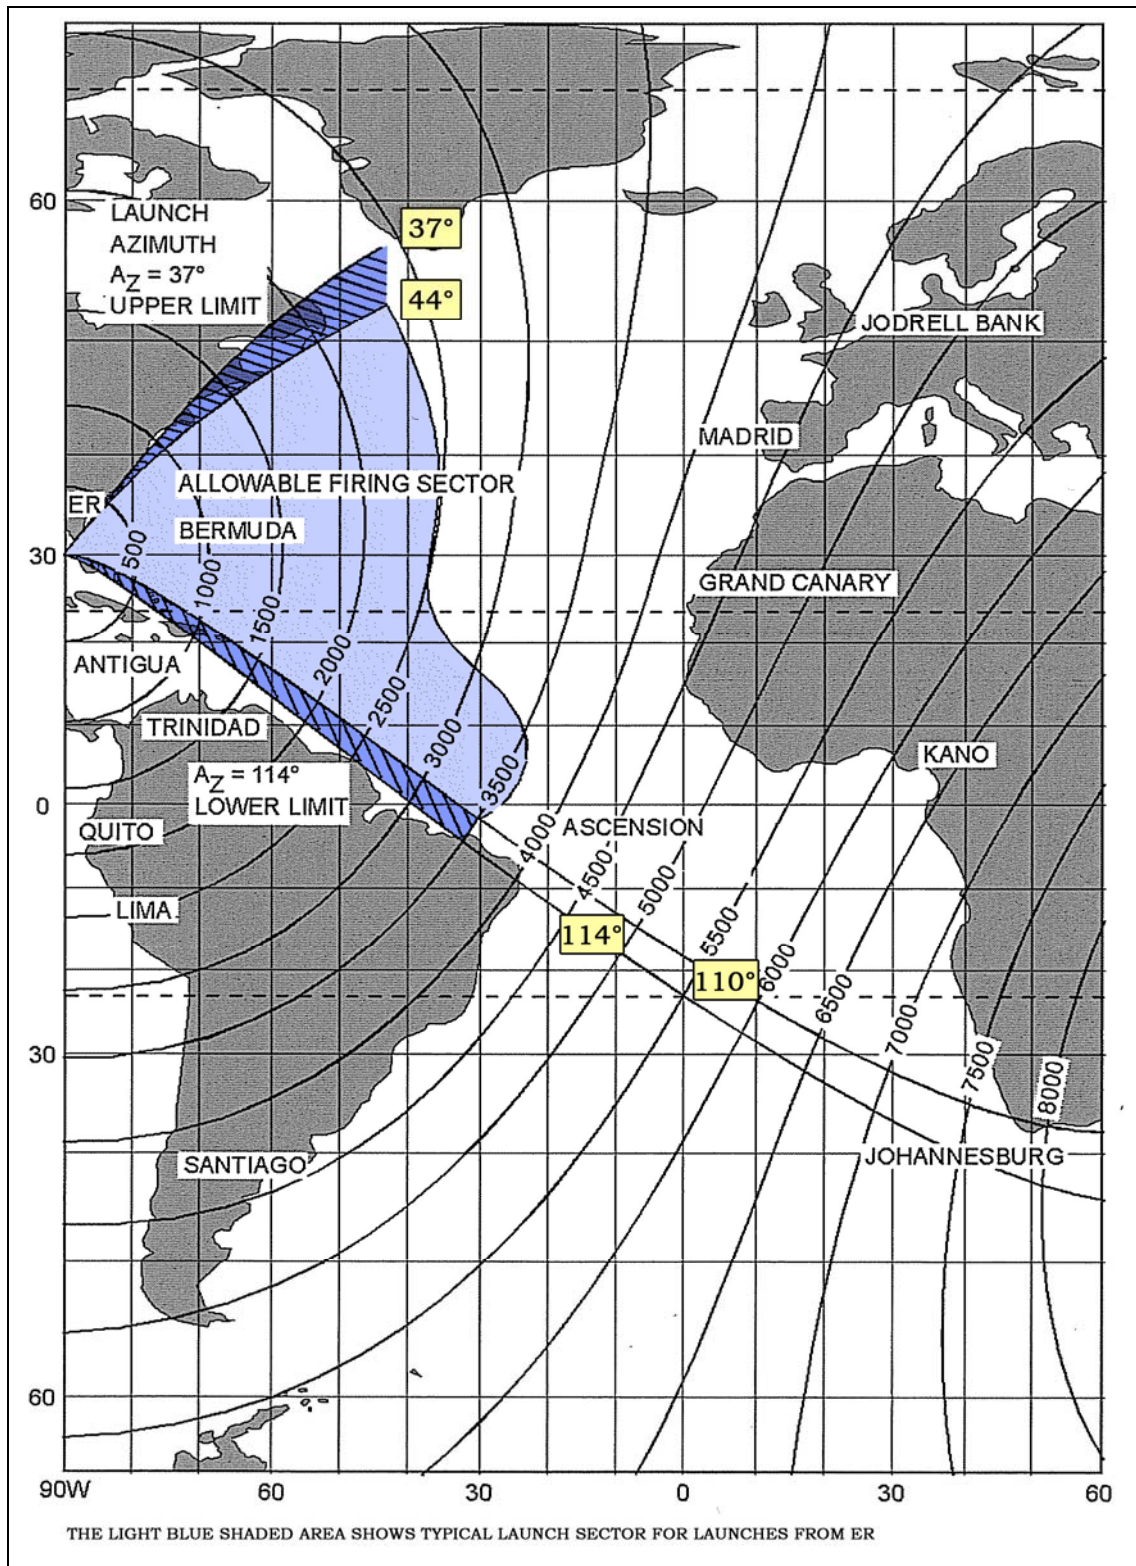 37°
60
LAUNCH
AZIMUTH
AZ = 37°
UPPER LIMIT
44°
JODRELL BANK
MADRID
ALLOWABLE FIRING SECTOR
ER
BERMUDA
30
500
1000
1500
2000
2500
3000
3500
4000
4500
5000
5500
6000
6500
7000
7500
8000
GRAND CANARY
ANTIGUA
TRINIDAD
KANO
AZ = 114°
LOWER LIMIT
0
QUITO
ASCENSION
LIMA
114°
110°
30
SANTIAGO
JOHANNESBURG
60
90W 60 30 0 30 60
THE LIGHT BLUE SHADED AREA SHOWS TYPICAL LAUNCH SECTOR FOR LAUNCHES FROM ER